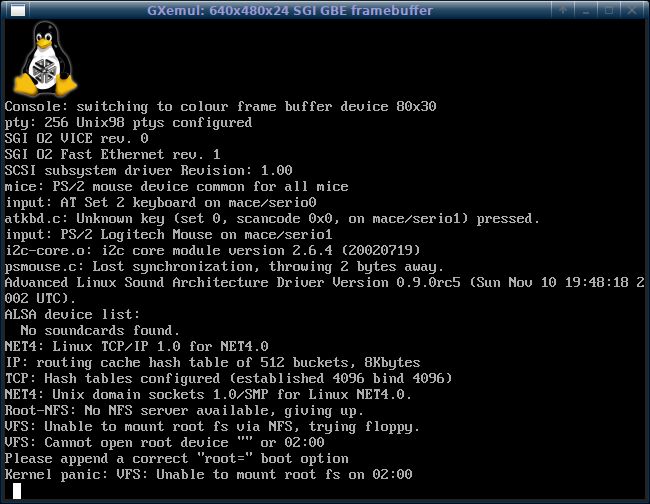 GXemul: 640x480x24 SGI GBE framebuffer
Console: switching to colour frame buffer device 80x30
pty: 256 Unix98 ptys configured
SGI O2 VICE rev. 0
SGI O2 Fast Ethernet rev. 1
SCSI subsystem driver Revision: 1.00
mice: PS/2 mouse device common for all mice
input: AT Set 2 keyboard on mace/serio0
atkbd.c: Unknown key (set 0, scancode 0x0, on mace/serio1) pressed.
input: PS/2 Logitech Mouse on mace/serio1
i2c-core.o: i2c core module version 2.6.4 (20020719)
psmouse.c: Lost synchronization, throwing 2 bytes away.
Advanced Linux Sound Architecture Driver Version 0.9.0rc5 (Sun Nov 10 19:48:18 2
002 UTC).
ALSA device list:
  No soundcards found.
NET4: Linux TCP/IP 1.0 for NET4.0
IP: routing cache hash table of 512 buckets, 8Kbytes
TCP: Hash tables configured (established 4096 bind 4096)
NET4: Unix domain sockets 1.0/SMP for Linux NET4.0.
Root-NFS: No NFS server available, giving up.
VFS: Unable to mount root fs via NFS, trying floppy.
VFS: Cannot open root device "" or 02:00
Please append a correct "root=" boot option
Kernel panic: VFS: Unable to mount root fs on 02:00